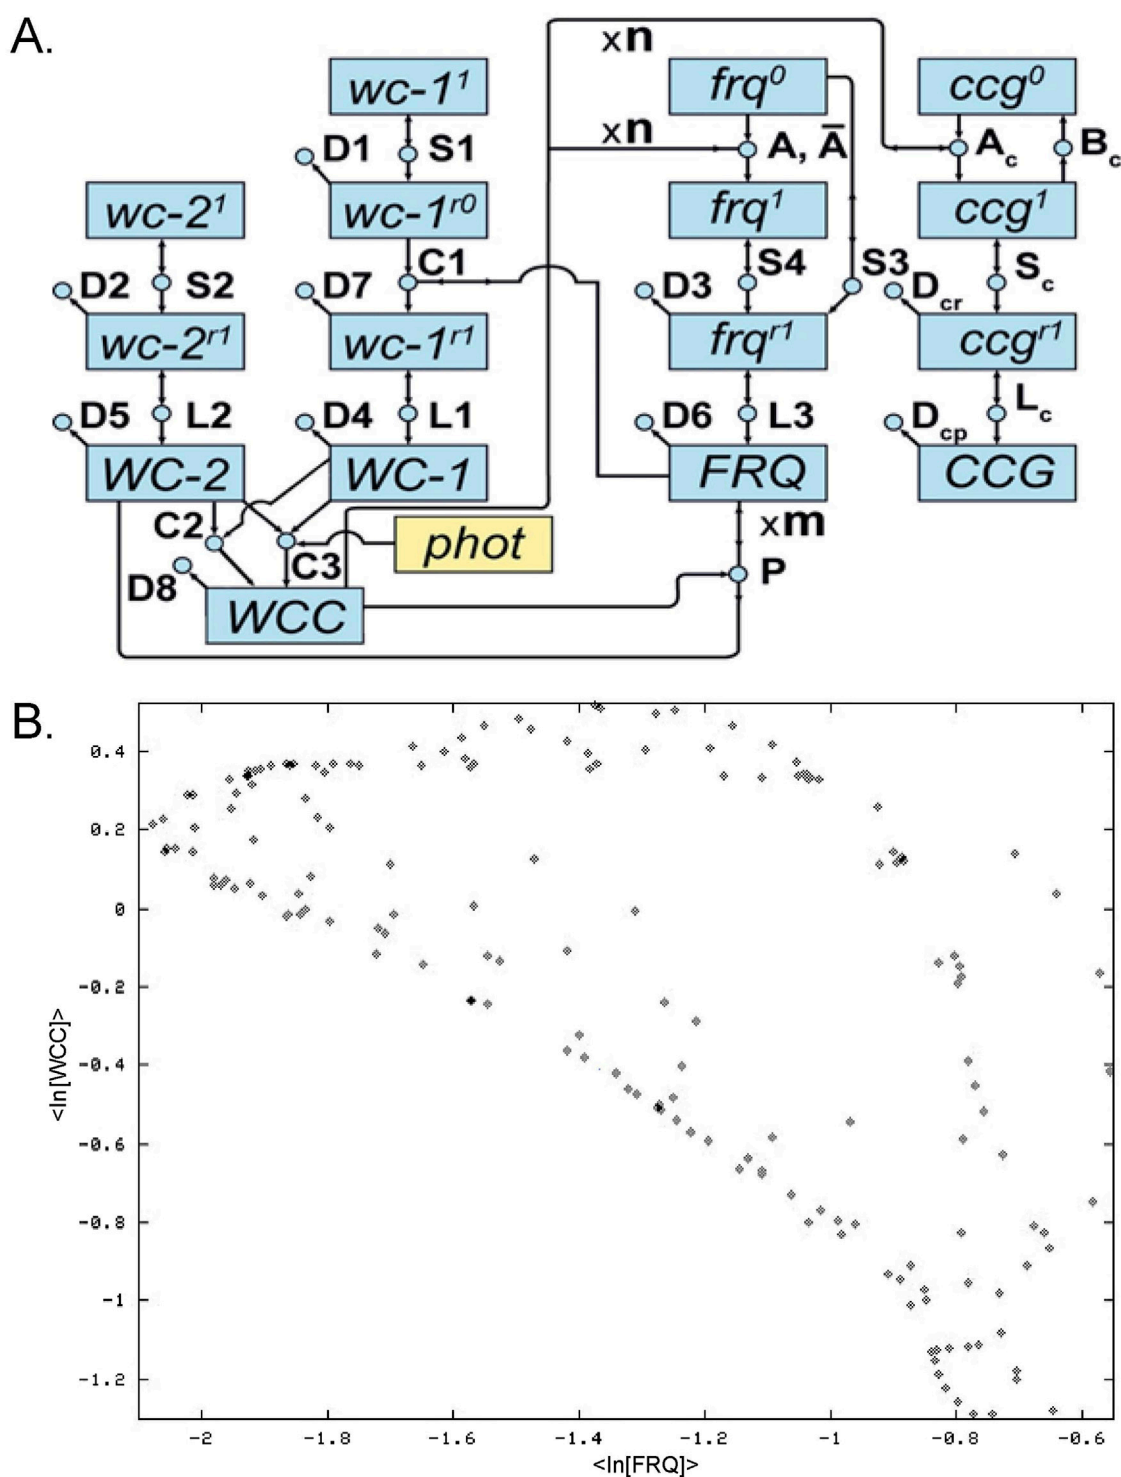 A.
xn
wc-1¹ frq⁰ ccg⁰
D1 S1 xn A, Ā A꜀ B꜀
wc-2¹ wc-1ʳ⁰ frq¹ ccg¹
D2 S2 D7 C1 D3 S4 S3 D꜀ᵣ S꜀
wc-2ʳ¹ wc-1ʳ¹ frqʳ¹ ccgʳ¹
D5 L2 D4 L1 D6 L3 D꜀ₚ L꜀
WC-2 WC-1 FRQ CCG
C2 C3 phot xm
D8 P
WCC
B.
0.4
0.2
0
-0.2
-0.4
-0.6
-0.8
-1
-1.2
<ln[WCC]>
-2 -1.8 -1.6 -1.4 -1.2 -1 -0.8 -0.6
<ln[FRQ]>